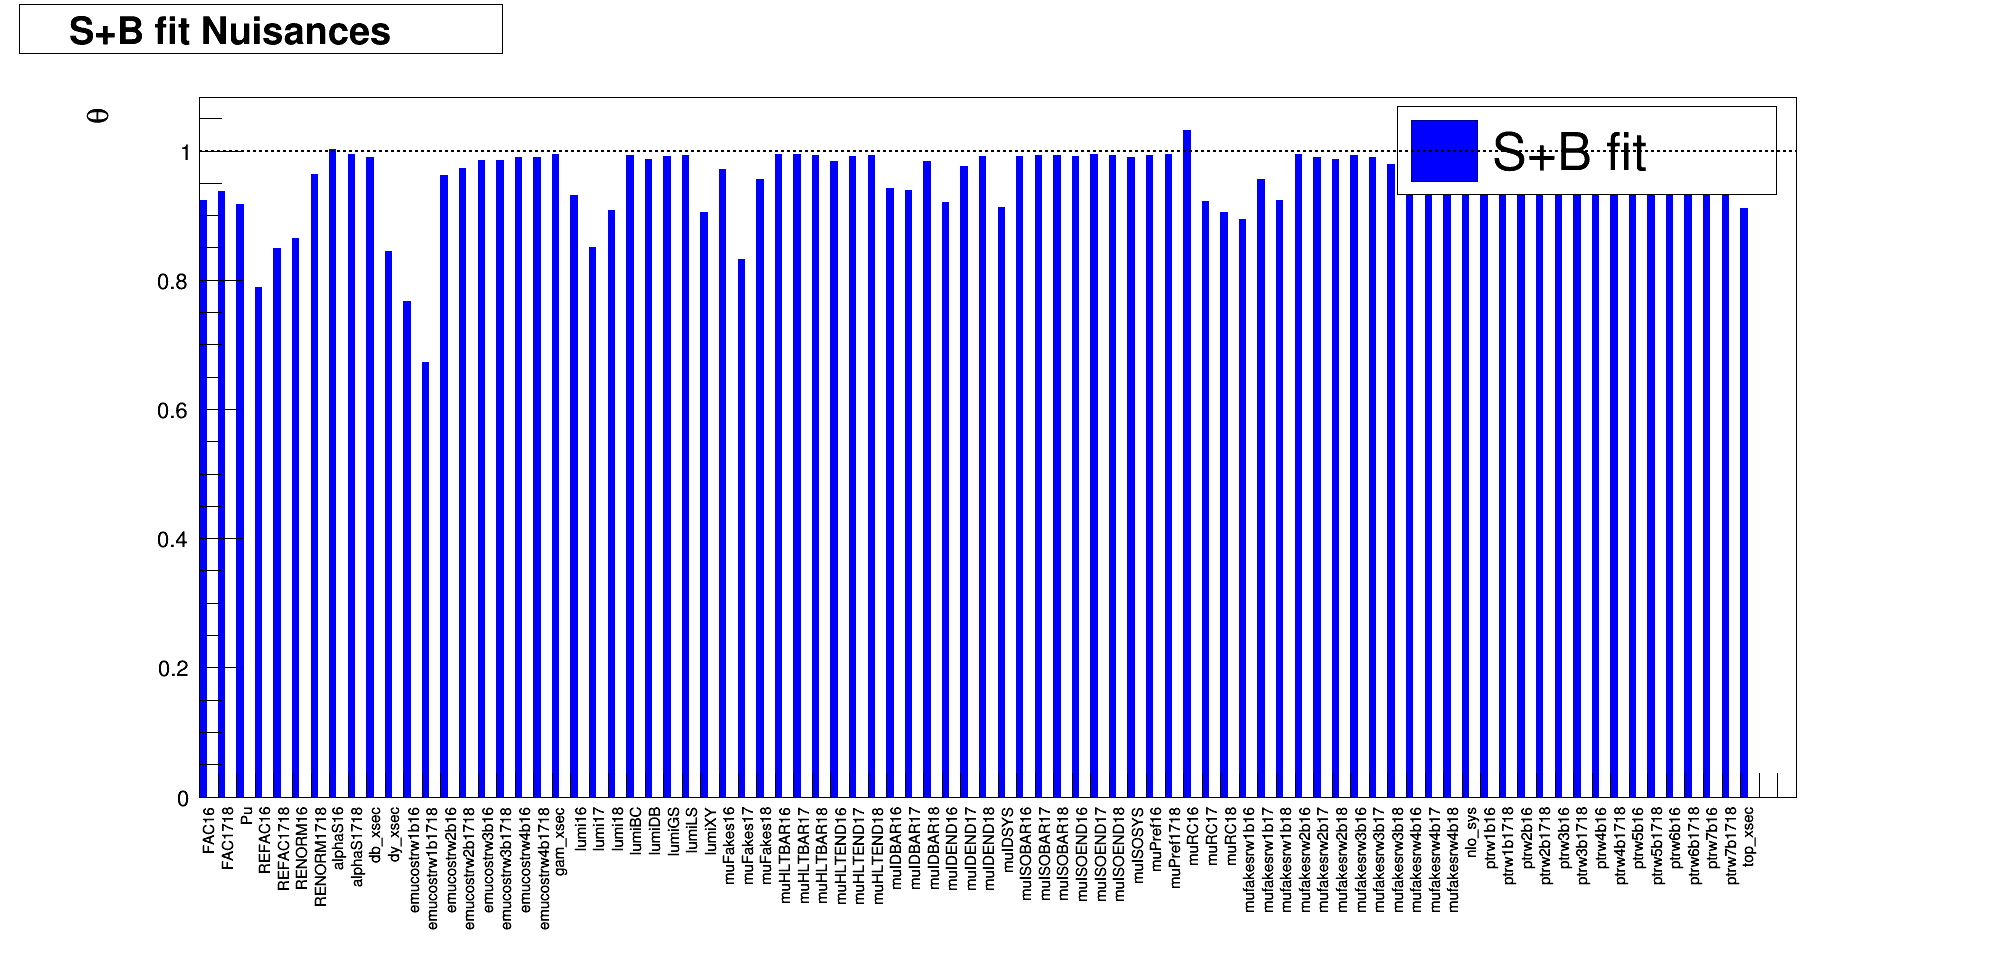 S+B fit Nuisances
θ
S+B fit
1
0.8
0.6
0.4
0.2
0
FAC16
FAC1718
Pu
REFAC16
REFAC1718
RENORM16
RENORM1718
alphaS16
alphaS1718
db_xsec
dy_xsec
emucostrw1b16
emucostrw1b1718
emucostrw2b16
emucostrw2b1718
emucostrw3b16
emucostrw3b1718
emucostrw4b16
emucostrw4b1718
gam_xsec
lumi16
lumi17
lumi18
lumiBC
lumiDB
lumiGS
lumiLS
lumiXY
muFakes16
muFakes17
muFakes18
muHLTBAR16
muHLTBAR17
muHLTBAR18
muHLTEND16
muHLTEND17
muHLTEND18
muIDBAR16
muIDBAR17
muIDBAR18
muIDEND16
muIDEND17
muIDEND18
muIDSYS
muISOBAR16
muISOBAR17
muISOBAR18
muISOEND16
muISOEND17
muISOEND18
muISOSYS
muPref16
muPref1718
muRC16
muRC17
muRC18
mufakesrw1b16
mufakesrw1b17
mufakesrw1b18
mufakesrw2b16
mufakesrw2b17
mufakesrw2b18
mufakesrw3b16
mufakesrw3b17
mufakesrw3b18
mufakesrw4b16
mufakesrw4b17
mufakesrw4b18
nlo_sys
ptrw1b16
ptrw1b1718
ptrw2b16
ptrw2b1718
ptrw3b16
ptrw3b1718
ptrw4b16
ptrw4b1718
ptrw5b16
ptrw5b1718
ptrw6b16
ptrw6b1718
ptrw7b16
ptrw7b1718
top_xsec